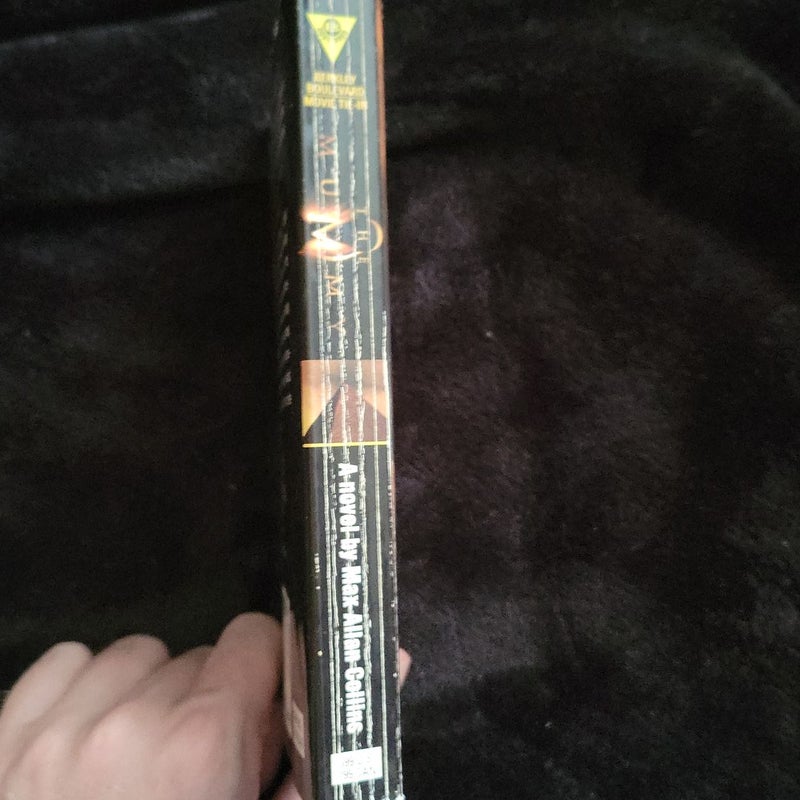 BERKLEY
BOULEVARD
MOVIE TIE-IN
THE
MUMMY
A novel by Max Allan Collins